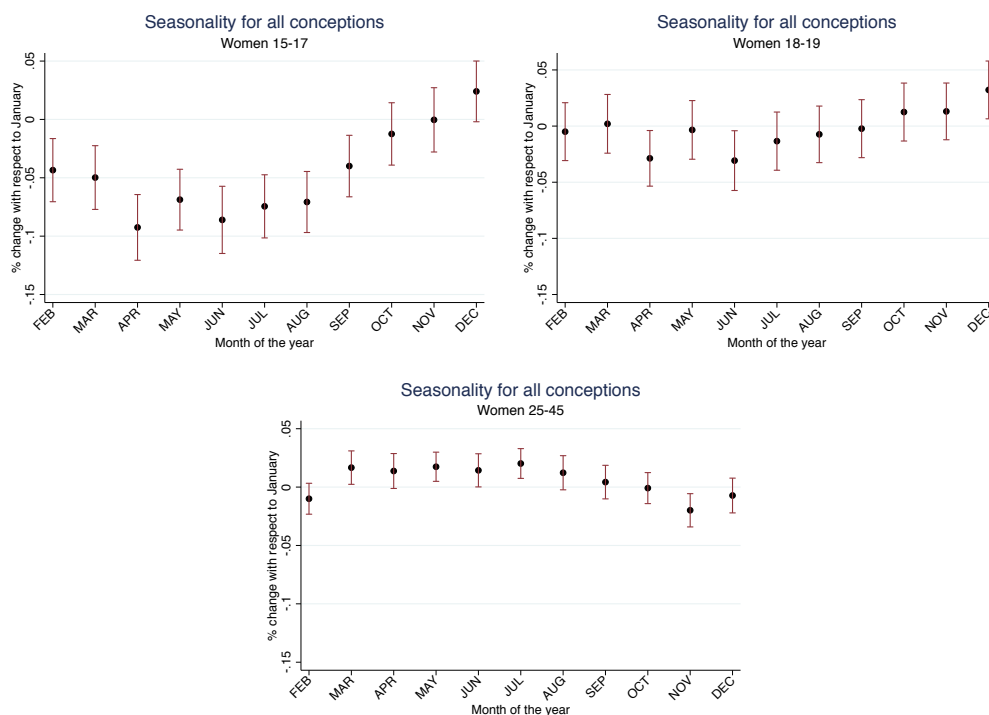 Seasonality for all conceptions
Women 15-17
% change with respect to January
.05
0
-.05
-.1
-.15
FEB
MAR
APR
MAY
JUN
JUL
AUG
SEP
OCT
NOV
DEC
Month of the year
Seasonality for all conceptions
Women 18-19
% change with respect to January
.05
0
-.05
-.1
-.15
FEB
MAR
APR
MAY
JUN
JUL
AUG
SEP
OCT
NOV
DEC
Month of the year
Seasonality for all conceptions
Women 25-45
% change with respect to January
.05
0
-.05
-.1
-.15
FEB
MAR
APR
MAY
JUN
JUL
AUG
SEP
OCT
NOV
DEC
Month of the year